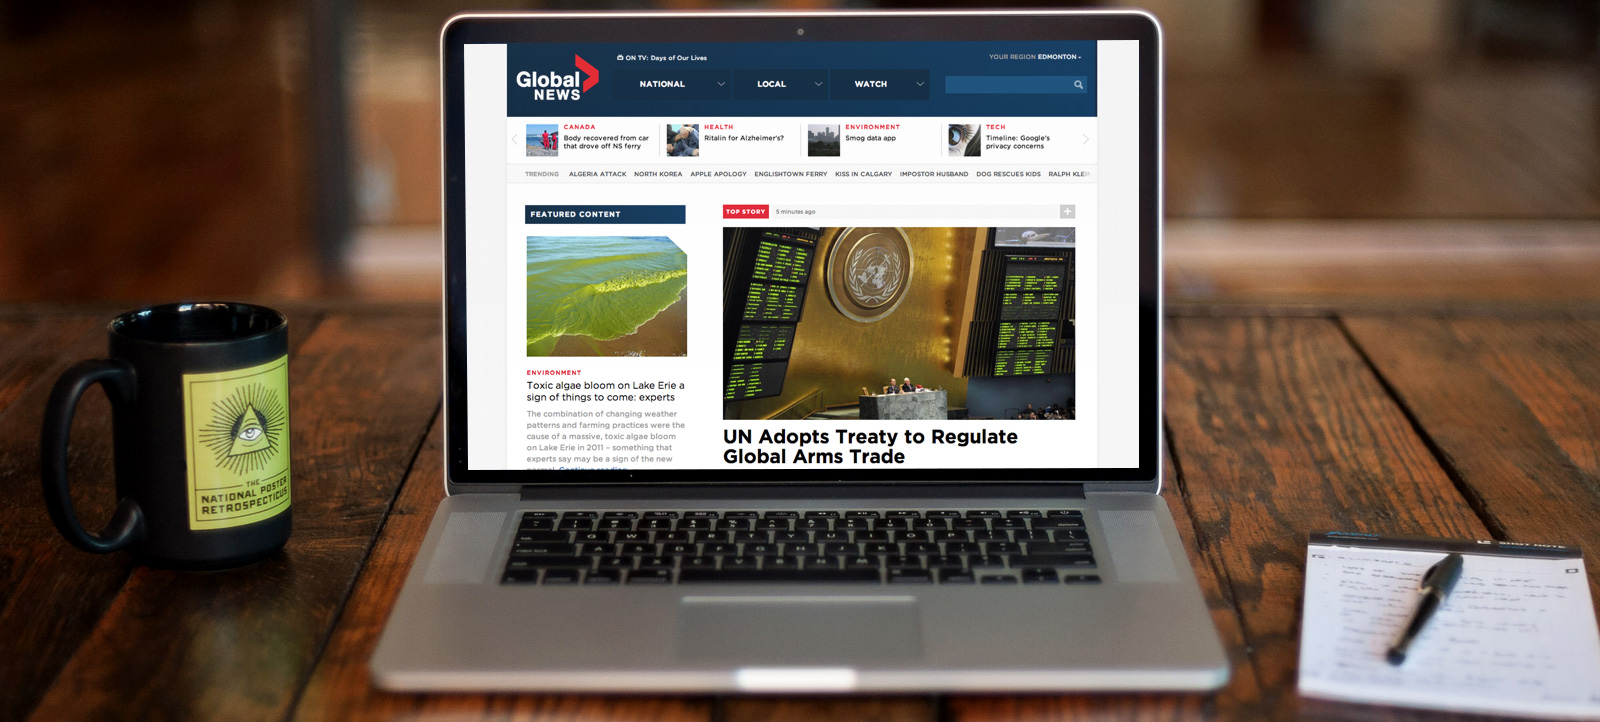 Global
NEWS
ON TV: Days of Our Lives
YOUR REGION EDMONTON
NATIONAL
LOCAL
WATCH
CANADA
Body recovered from car
that drove off NS ferry
HEALTH
Ritalin for Alzheimer's?
ENVIRONMENT
Smog data app
TECH
Timeline: Google's
privacy concerns
TRENDING ALGERIA ATTACK NORTH KOREA APPLE APOLOGY ENGLISHTOWN FERRY KISS IN CALGARY IMPOSTOR HUSBAND DOG RESCUES KIDS RALPH KLEIN
FEATURED CONTENT
ENVIRONMENT
Toxic algae bloom on Lake Erie a
sign of things to come: experts
The combination of changing weather
patterns and farming practices were the
cause of a massive, toxic algae bloom
on Lake Erie in 2011 – something that
experts say may be a sign of the new
normal. Continue reading
TOP STORY 5 minutes ago
UN Adopts Treaty to Regulate
Global Arms Trade
THE
NATIONAL POSTER
RETROSPECTICUS